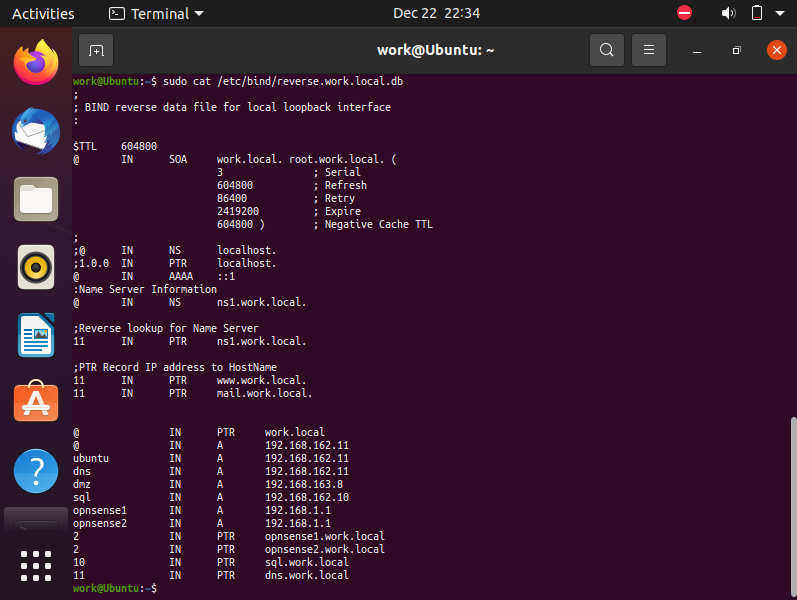 Activities Terminal Dec 22 22:34
work@Ubuntu: ~
work@Ubuntu:~$ sudo cat /etc/bind/reverse.work.local.db
;
; BIND reverse data file for local loopback interface
:
$TTL 604800
@ IN SOA work.local. root.work.local. (
3 ; Serial
604800 ; Refresh
86400 ; Retry
2419200 ; Expire
604800 ) ; Negative Cache TTL
;
;@ IN NS localhost.
;1.0.0 IN PTR localhost.
@ IN AAAA ::1
:Name Server Information
@ IN NS ns1.work.local.
;Reverse lookup for Name Server
11 IN PTR ns1.work.local.
;PTR Record IP address to HostName
11 IN PTR www.work.local.
11 IN PTR mail.work.local.
@ IN PTR work.local
@ IN A 192.168.162.11
ubuntu IN A 192.168.162.11
dns IN A 192.168.162.11
dmz IN A 192.168.163.8
sql IN A 192.168.162.10
opnsense1 IN A 192.168.1.1
opnsense2 IN A 192.168.1.1
2 IN PTR opnsense1.work.local
2 IN PTR opnsense2.work.local
10 IN PTR sql.work.local
11 IN PTR dns.work.local
work@Ubuntu:~$